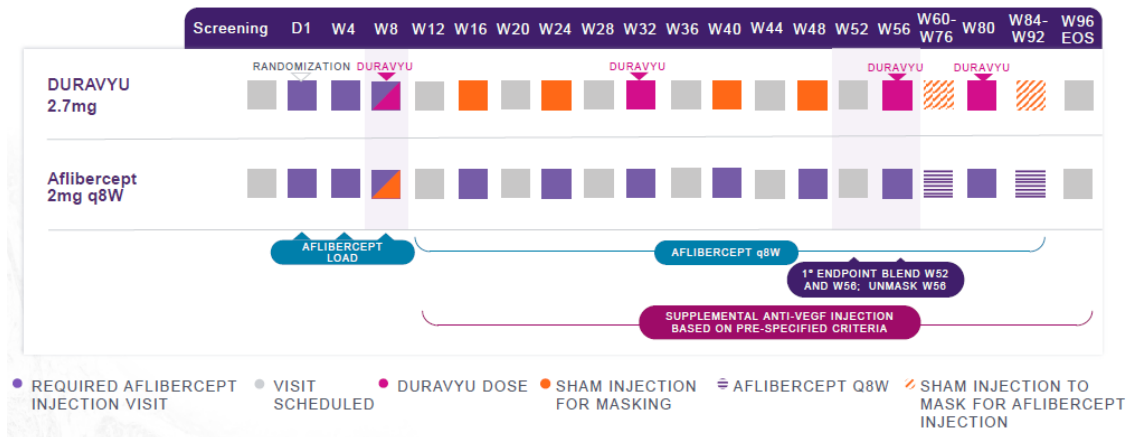 Screening D1 W4 W8 W12 W16 W20 W24 W28 W32 W36 W40 W44 W48 W52 W56 W60-W76 W80 W84-W92 W96 EOS
RANDOMIZATION DURAVYU DURAVYU DURAVYU DURAVYU
DURAVYU
2.7mg
Aflibercept
2mg q8W
AFLIBERCEPT
LOAD
AFLIBERCEPT q8W
1° ENDPOINT BLEND W52
AND W56; UNMASK W56
SUPPLEMENTAL ANTI-VEGF INJECTION
BASED ON PRE-SPECIFIED CRITERIA
REQUIRED AFLIBERCEPT
INJECTION VISIT
VISIT
SCHEDULED
DURAVYU DOSE
SHAM INJECTION
FOR MASKING
AFLIBERCEPT Q8W
SHAM INJECTION TO
MASK FOR AFLIBERCEPT
INJECTION